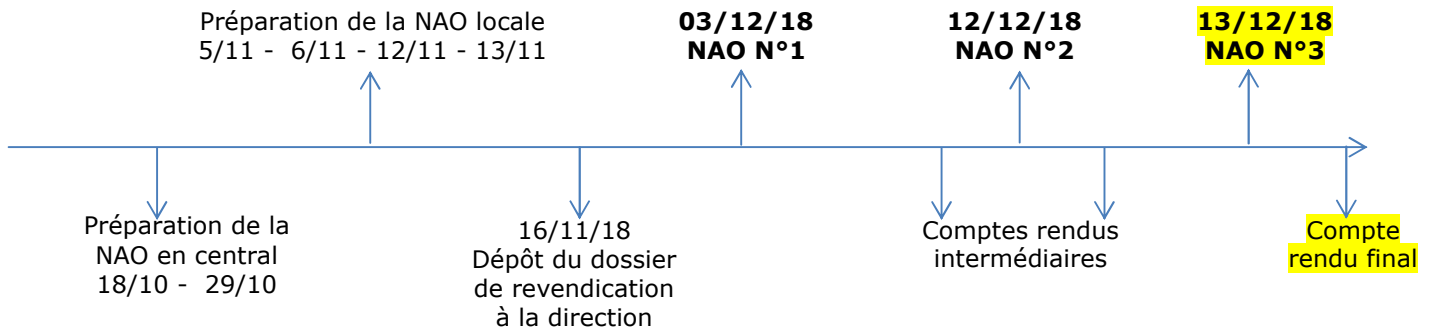 Préparation de la NAO locale
5/11 - 6/11 - 12/11 - 13/11
03/12/18
NAO N°1
12/12/18
NAO N°2
13/12/18
NAO N°3
Préparation de la
NAO en central
18/10 - 29/10
16/11/18
Dépôt du dossier
de revendication
à la direction
Comptes rendus
intermédiaires
Compte
rendu final